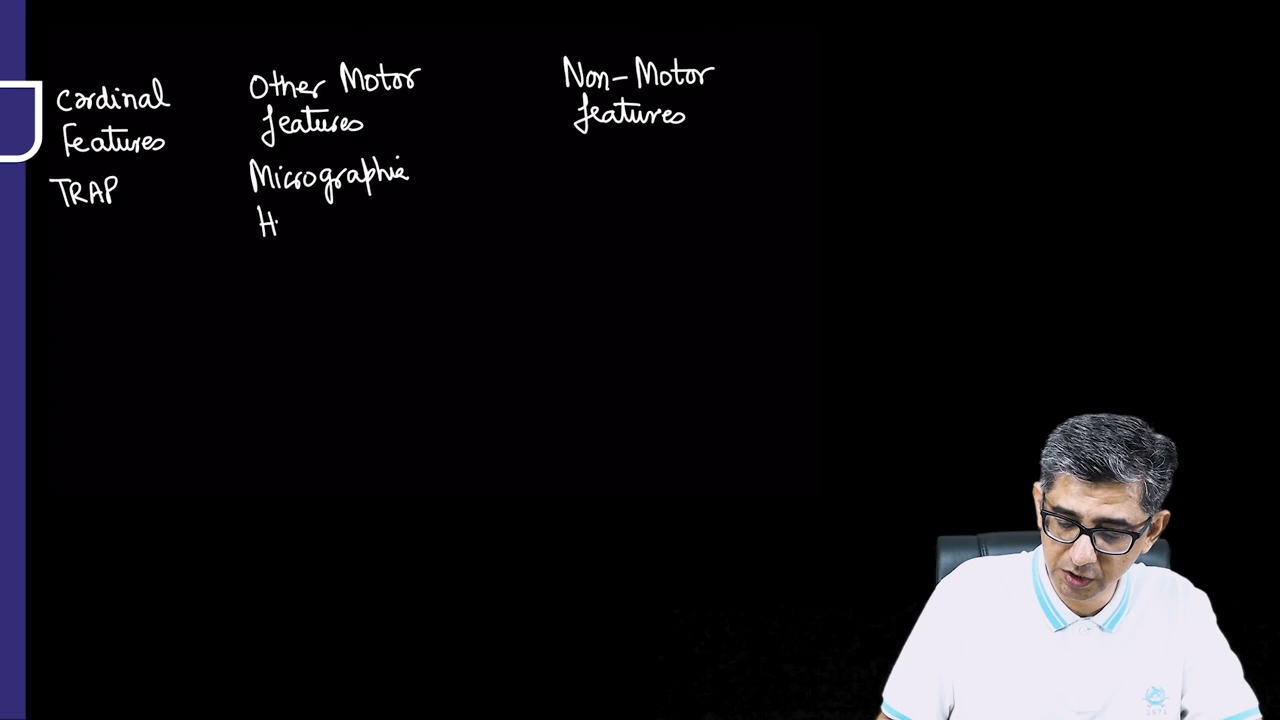 Cardinal
Features
TRAP
Other Motor
features
Micrographia
H
Non-Motor
features